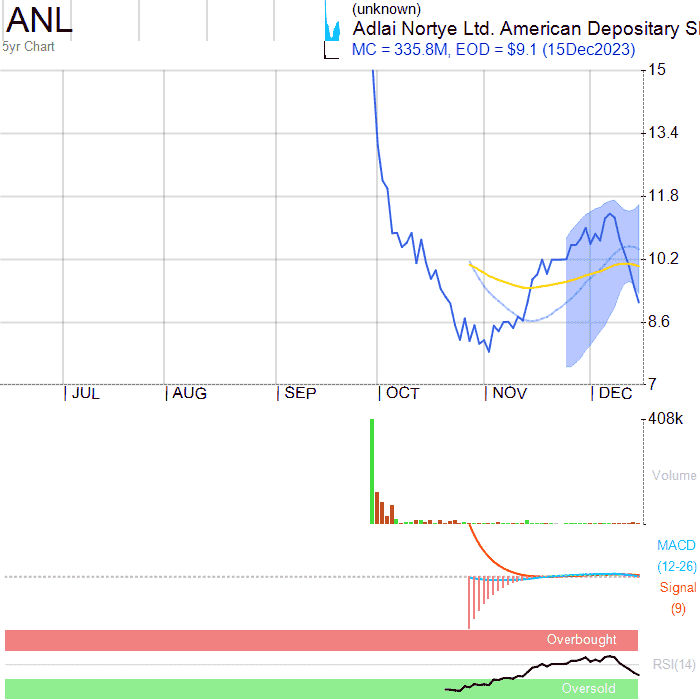 ANL
5yr Chart
(unknown)
Adlai Nortye Ltd. American Depositary S
MC = 335.8M, EOD = $9.1 (15Dec2023)
15
13.4
11.8
10.2
8.6
7
JUL AUG SEP OCT NOV DEC
408k
Volume
MACD
(12-26)
Signal
(9)
Overbought
RSI(14)
Oversold